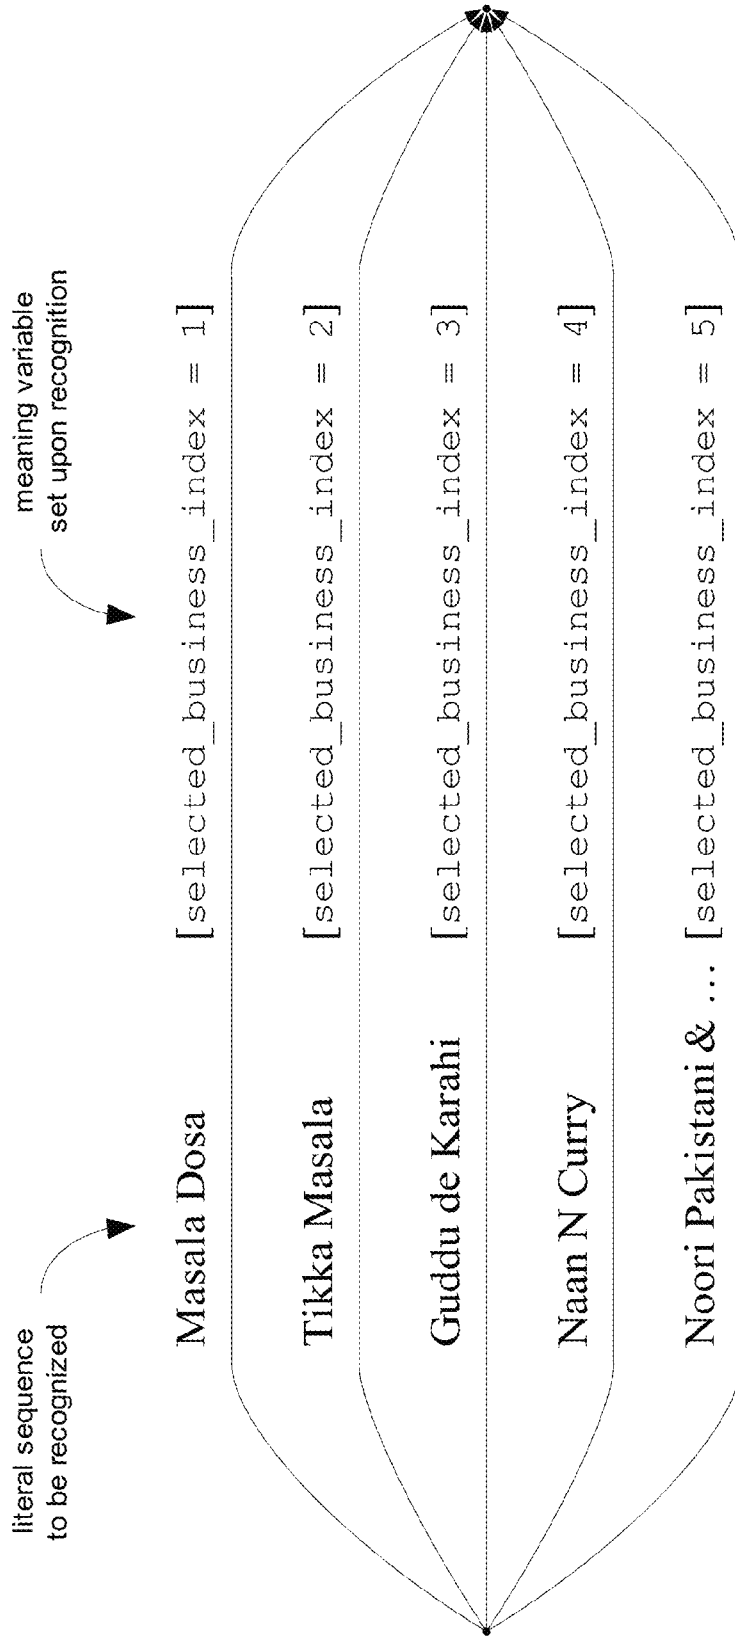 literal sequence
to be recognized
meaning variable
set upon recognition
Masala Dosa [selected_business_index = 1]
Tikka Masala [selected_business_index = 2]
Guddu de Karahi [selected_business_index = 3]
Naan N Curry [selected_business_index = 4]
Noori Pakistani & ... [selected_business_index = 5]